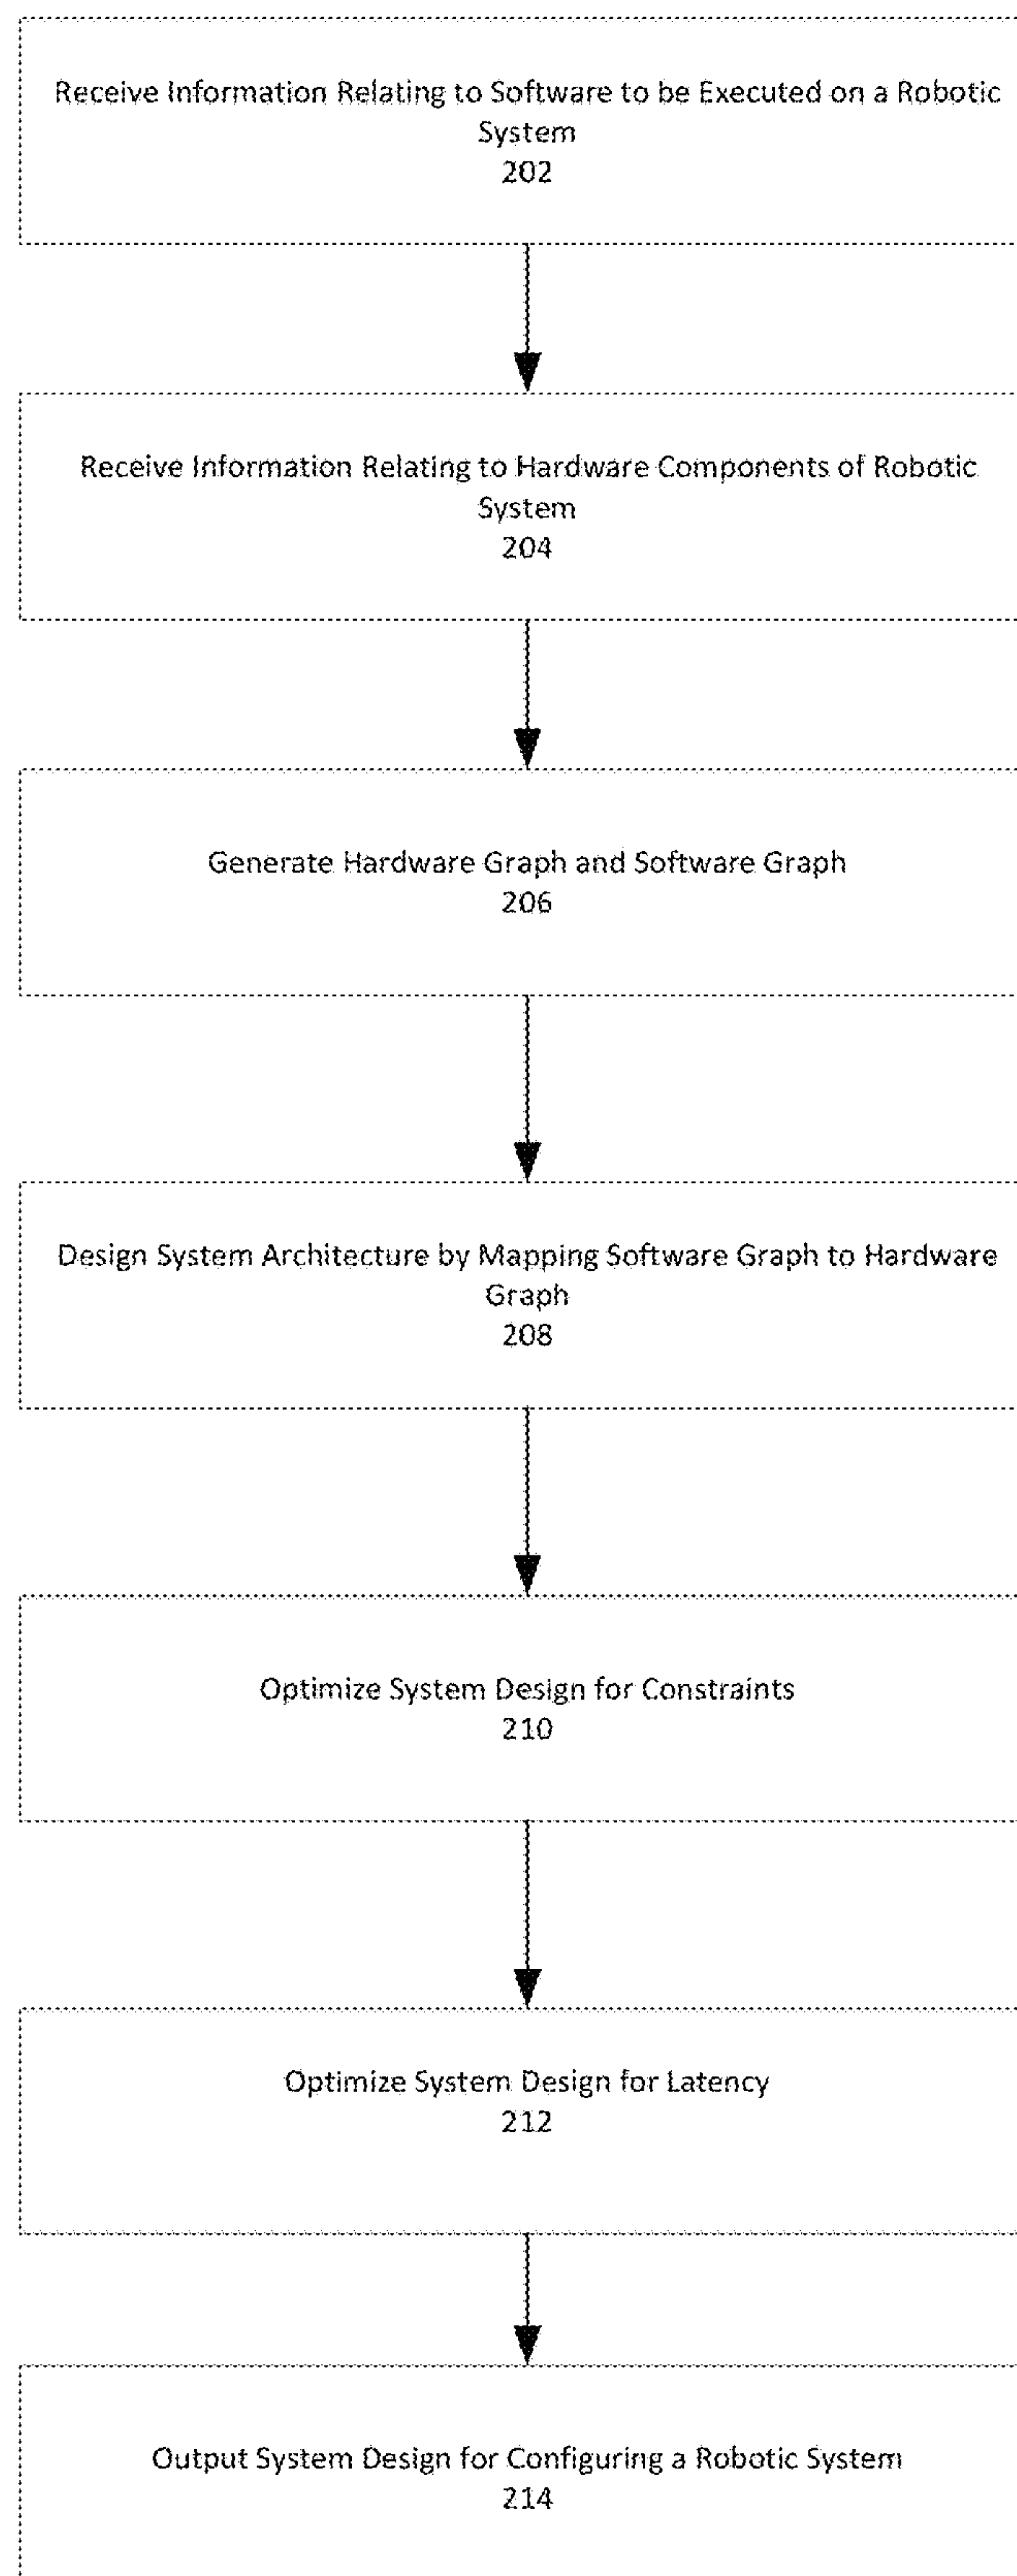 Receive Information Relating to Software to be Executed on a Robotic
System
202
Receive Information Relating to Hardware Components of Robotic
System
204
Generate Hardware Graph and Software Graph
206
Design System Architecture by Mapping Software Graph to Hardware
Graph
208
Optimize System Design for Constraints
210
Optimize System Design for Latency
212
Output System Design for Configuring a Robotic System
214